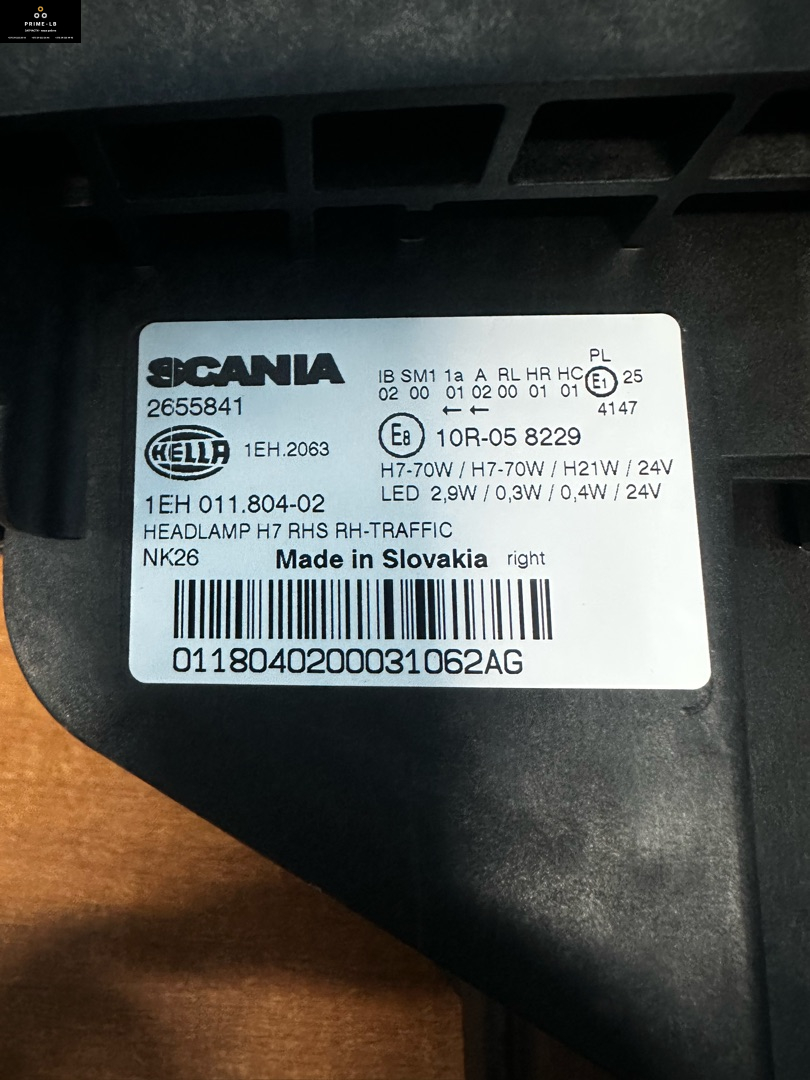 PRIME-LB
SCANIA
2655841
HELLA 1EH.2063
1EH 011.804-02
HEADLAMP H7 RHS RH-TRAFFIC
NK26 Made in Slovakia right
0118040200031062AG
IB SM1 1a A RL HR HC PL
02 00 01 02 00 01 01 E1 25
← ← 4147
E8 10R-05 8229
H7-70W / H7-70W / H21W / 24V
LED 2,9W / 0,3W / 0,4W / 24V